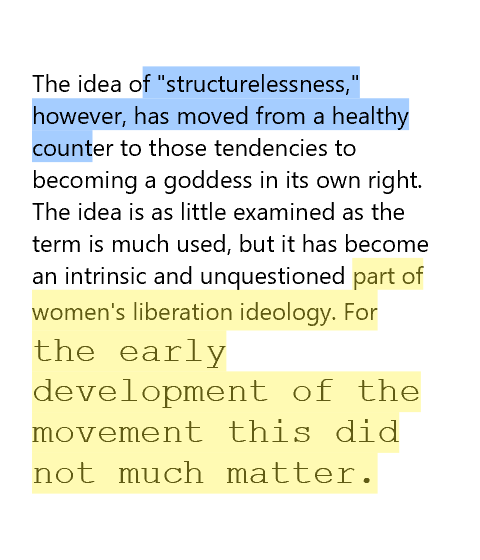 The idea of "structurelessness,"
however, has moved from a healthy
counter to those tendencies to
becoming a goddess in its own right.
The idea is as little examined as the
term is much used, but it has become
an intrinsic and unquestioned part of
women's liberation ideology. For
the early
development of the
movement this did
not much matter.